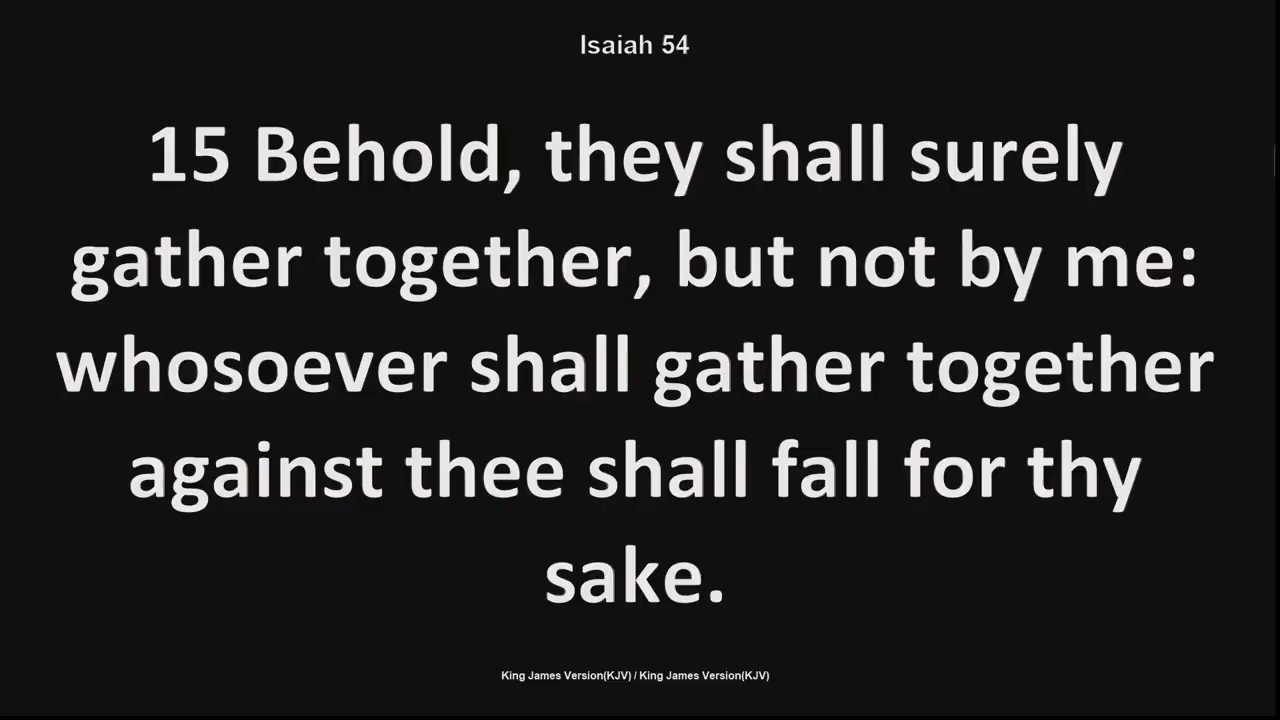 Isaiah 54
15 Behold, they shall surely
gather together, but not by me:
whosoever shall gather together
against thee shall fall for thy
sake.
King James Version(KJV) / King James Version(KJV)